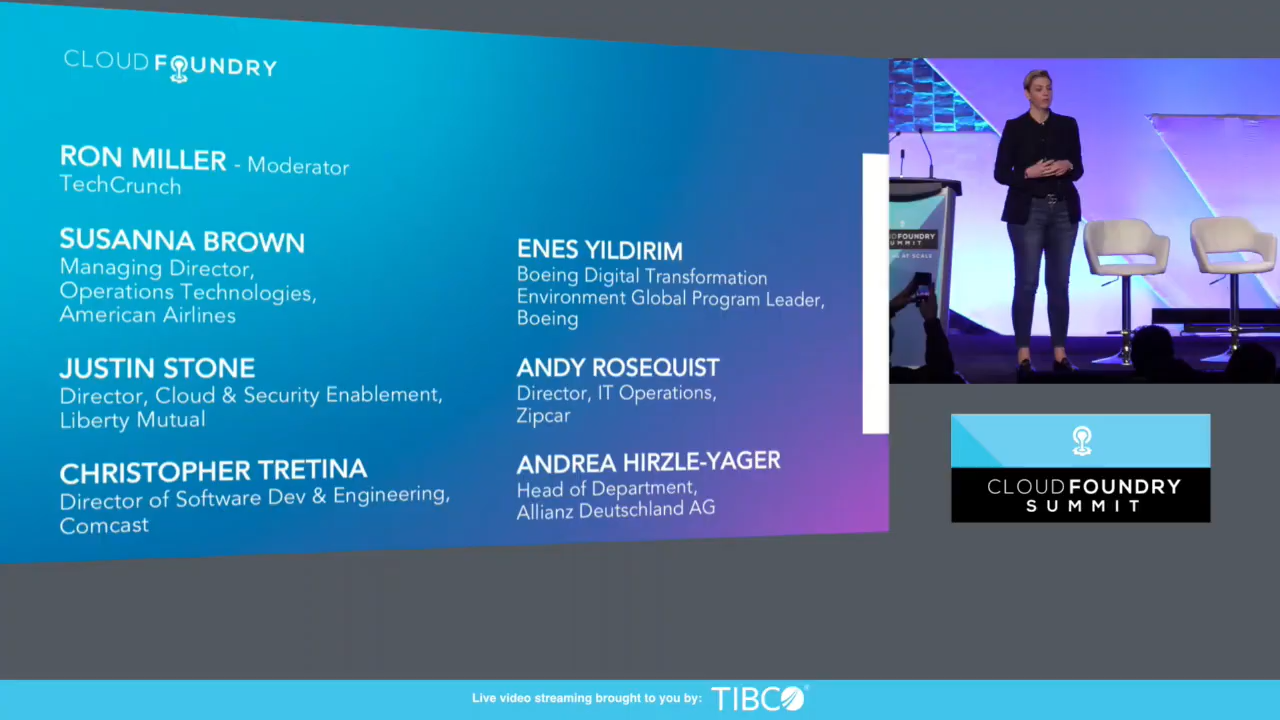 CLOUD FOUNDRY
RON MILLER - Moderator
TechCrunch
SUSANNA BROWN
Managing Director,
Operations Technologies,
American Airlines
JUSTIN STONE
Director, Cloud & Security Enablement,
Liberty Mutual
CHRISTOPHER TRETINA
Director of Software Dev & Engineering,
Comcast
ENES YILDIRIM
Boeing Digital Transformation
Environment Global Program Leader,
Boeing
ANDY ROSEQUIST
Director, IT Operations,
Zipcar
ANDREA HIRZLE-YAGER
Head of Department,
Allianz Deutschland AG
FOUNDRY
AT SCALE
CLOUD FOUNDRY
SUMMIT
Live video streaming brought to you by: TIBCO